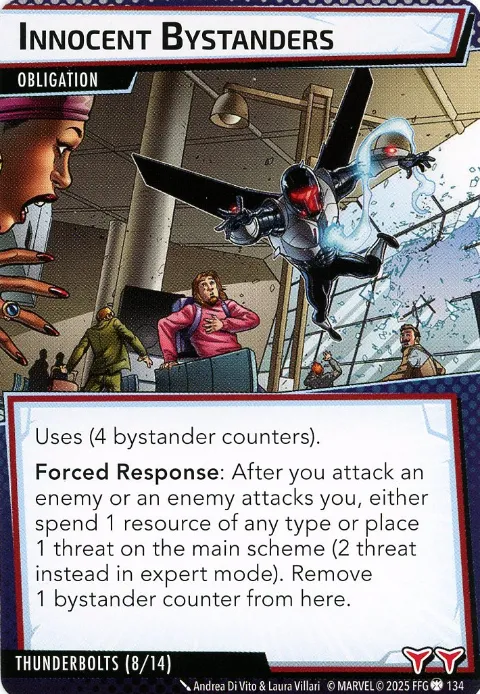 INNOCENT BYSTANDERS
OBLIGATION
Uses (4 bystander counters).
Forced Response: After you attack an
enemy or an enemy attacks you, either
spend 1 resource of any type or place
1 threat on the main scheme (2 threat
instead in expert mode). Remove
1 bystander counter from here.
THUNDERBOLTS (8/14)
Andrea Di Vito & Laura Villari © MARVEL © 2025 FFG 134